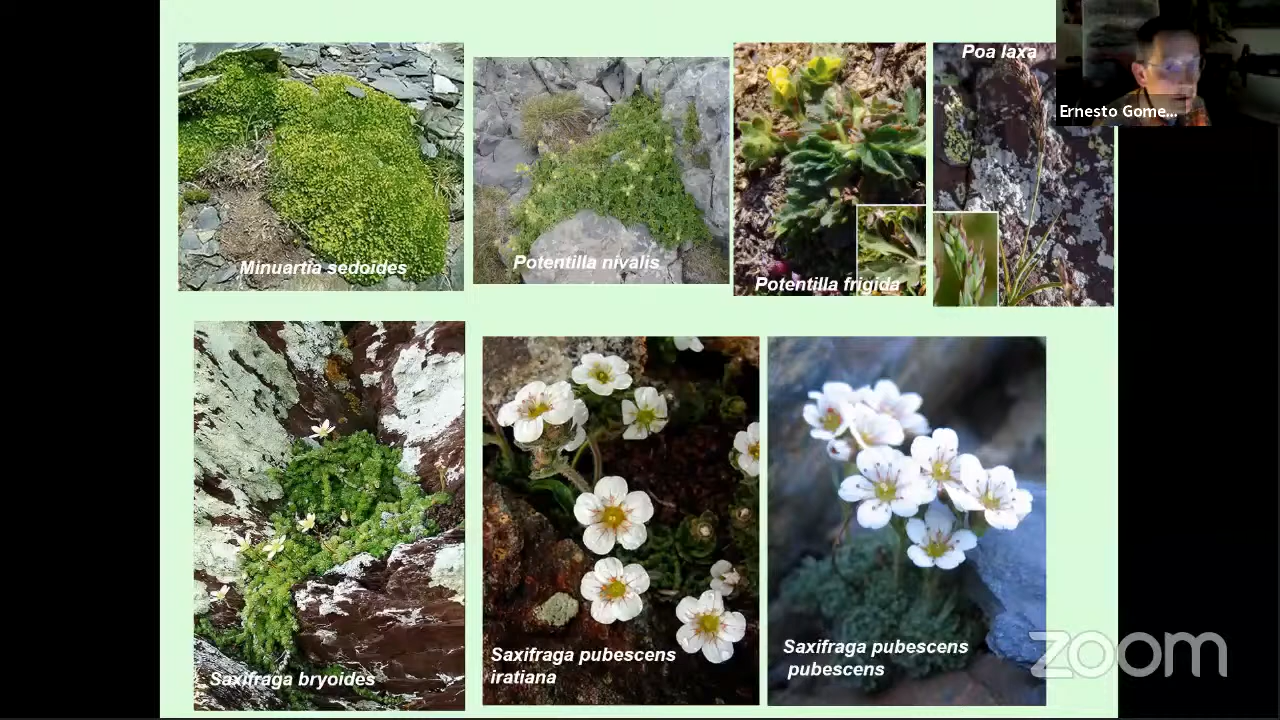 Poa laxa
Ernesto Gome...
Minuartia sedoides
Potentilla nivalis
Potentilla frigida
Saxifraga bryoides
Saxifraga pubescens
iratiana
Saxifraga pubescens
pubescens
zoom